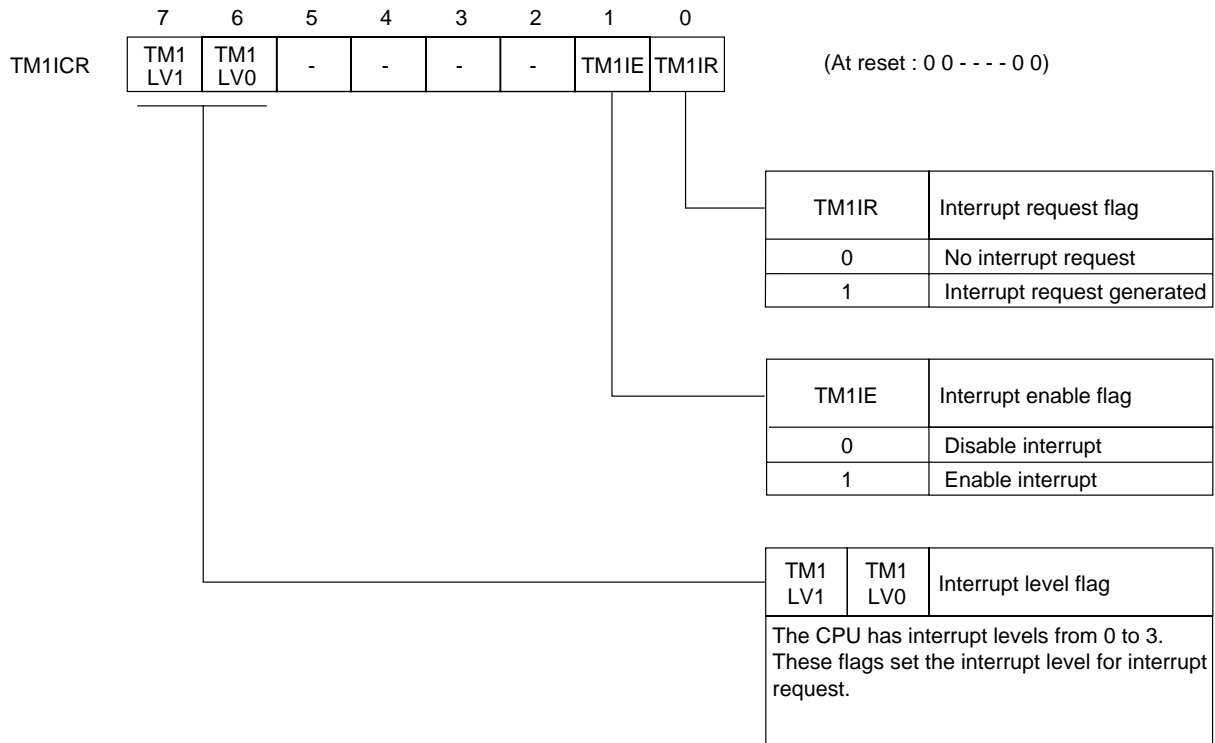 7 6 5 4 3 2 1 0
TM1ICR TM1 LV1 TM1 LV0 - - - - TM1IE TM1IR (At reset : 0 0 - - - - 0 0)
TM1IR Interrupt request flag
0 No interrupt request
1 Interrupt request generated
TM1IE Interrupt enable flag
0 Disable interrupt
1 Enable interrupt
TM1 LV1 TM1 LV0 Interrupt level flag
The CPU has interrupt levels from 0 to 3.
These flags set the interrupt level for interrupt
request.